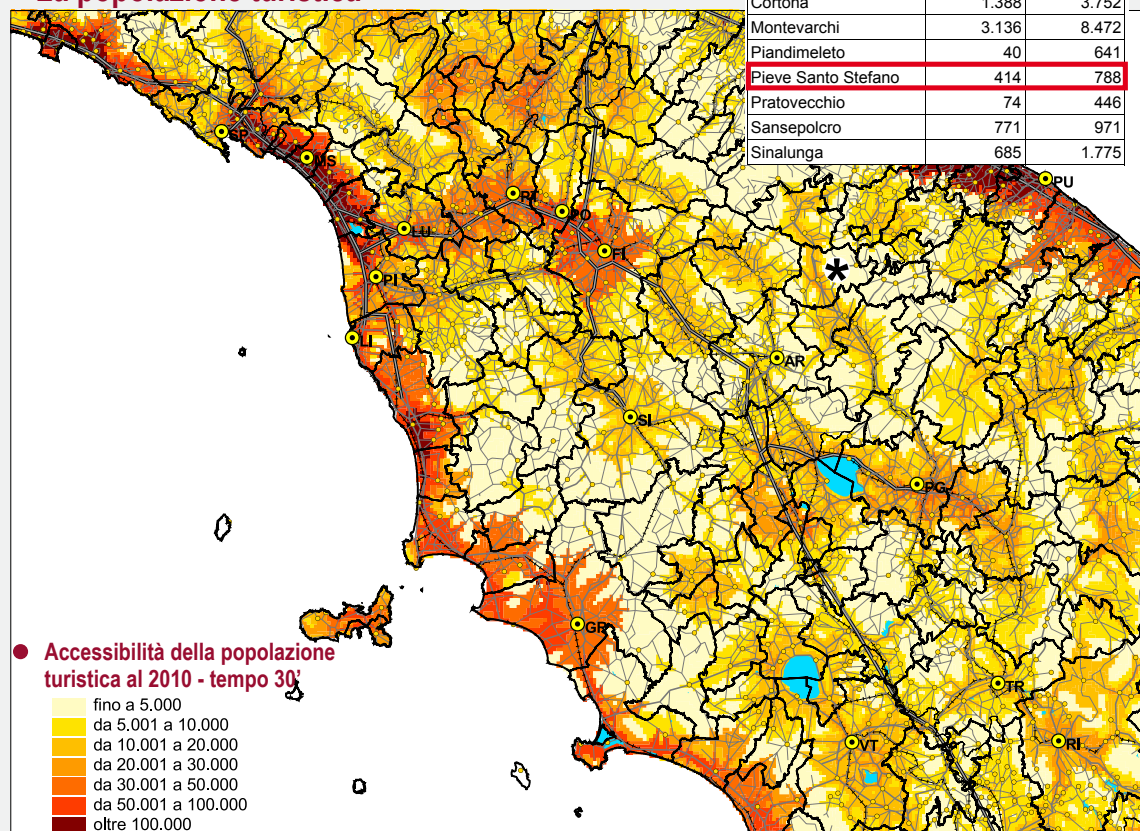 La popolazione turistica
Cortona 1.388 3.752
Montevarchi 3.136 8.472
Piandimeleto 40 641
Pieve Santo Stefano 414 788
Pratovecchio 74 446
Sansepolcro 771 971
Sinalunga 685 1.775
SP
MS
PU
LU
PO
FI
PI
*
LI
AR
SI
PG
GR
TR
VT
RI
Accessibilità della popolazione
turistica al 2010 - tempo 30'
fino a 5.000
da 5.001 a 10.000
da 10.001 a 20.000
da 20.001 a 30.000
da 30.001 a 50.000
da 50.001 a 100.000
oltre 100.000